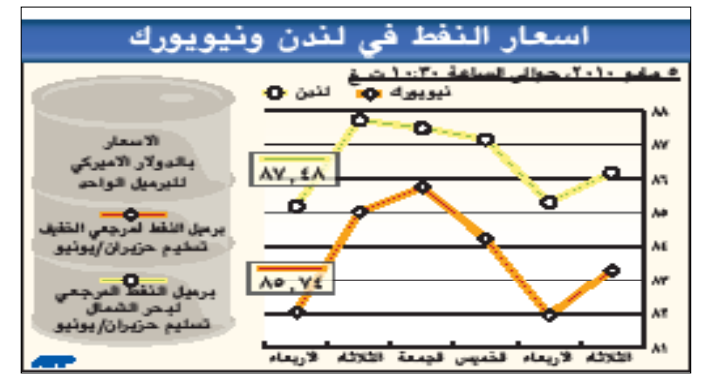 اسعار النفط في لندن ونيويورك
٥ مايو ٢٠١٠، حوالى الساعة ١٠:٣٠ ت غ
نيويورك
لندن
الاسعار
بالدولار الاميركي
للبرميل الواحد
برميل النفط لمرجعي الخفيف
تسليم حزيران/يونيو
برميل النفط المرجعي
لبحر الشمال
تسليم حزيران/يونيو
٨٧,٤٨
٨٥,٧٤
٨٨
٨٧
٨٦
٨٥
٨٤
٨٣
٨٢
٨١
الثلاثاء الاربعاء الخميس الجمعة الثلاثاء الاربعاء
AFP